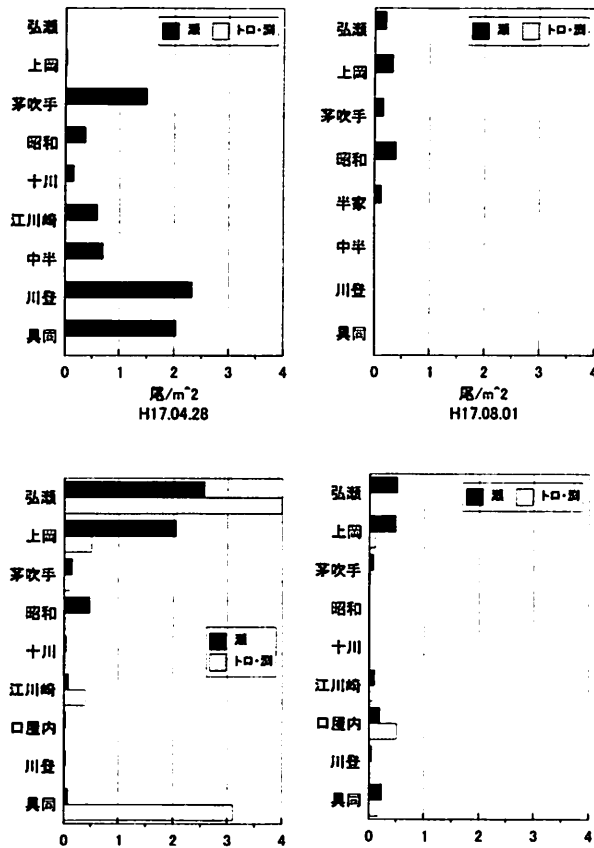 瀬 トロ・淵
弘瀬
上岡
茅吹手
昭和
十川
江川崎
中半
川登
具同
0 1 2 3 4
尾/m^2
H17.04.28
瀬 トロ・淵
弘瀬
上岡
茅吹手
昭和
半家
中半
川登
具同
0 1 2 3 4
尾/m^2
H17.08.01
弘瀬
上岡
茅吹手
昭和
十川
江川崎
口屋内
川登
具同
瀬
トロ・淵
0 1 2 3 4
瀬 トロ・淵
弘瀬
上岡
茅吹手
昭和
十川
江川崎
口屋内
川登
具同
0 1 2 3 4